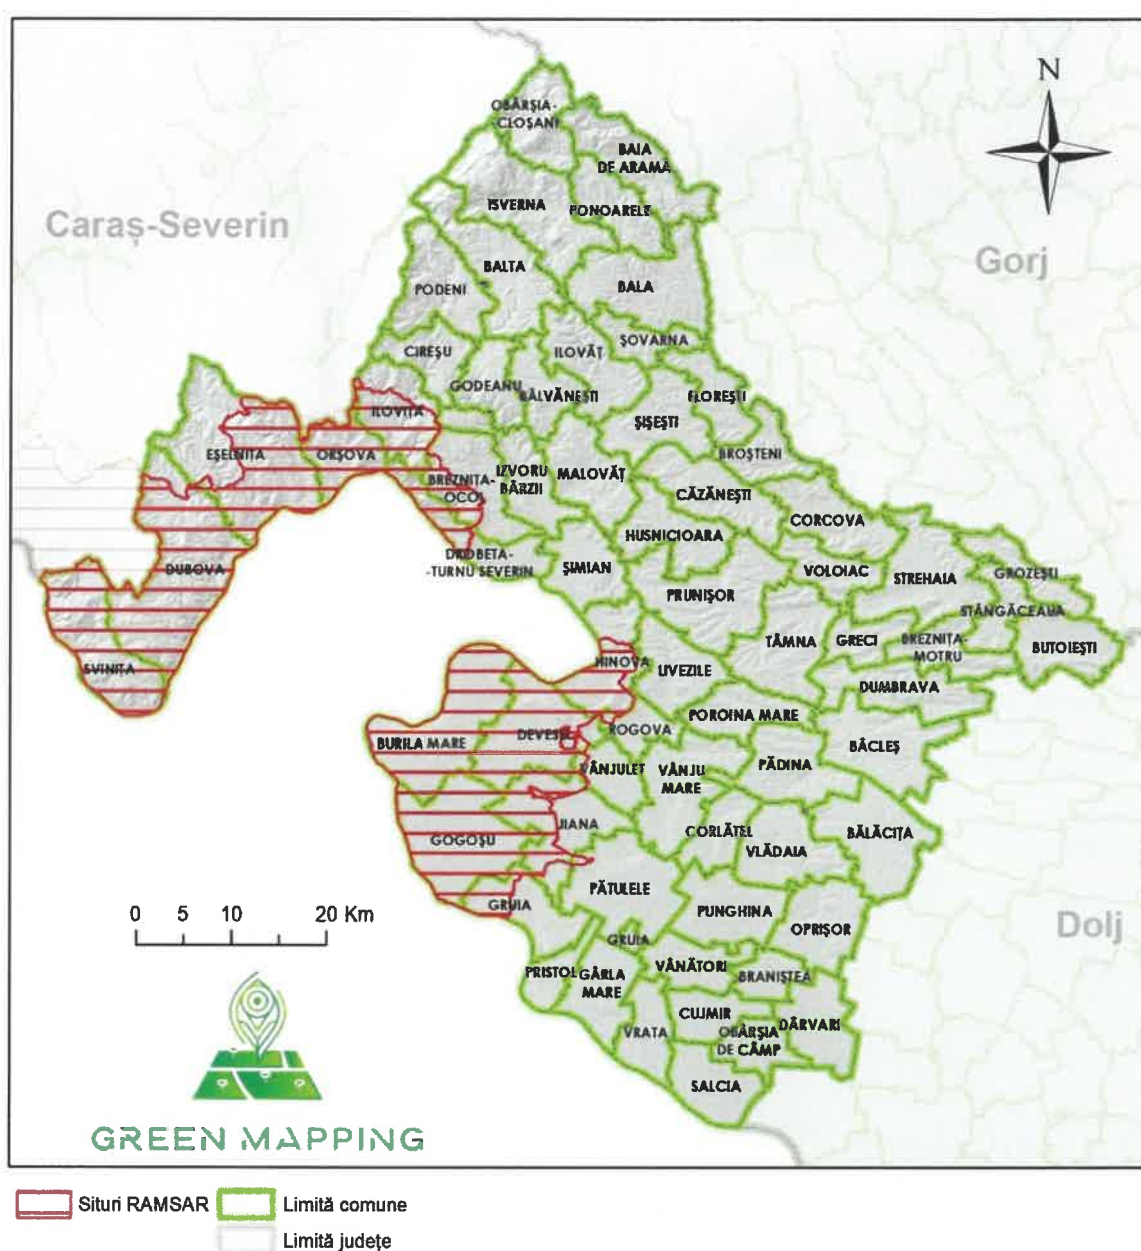 N
Caraș-Severin
Gorj
Dolj
OBÂRȘIA-
CLOȘANI
BAIA
DE ARAMĂ
ISVERNA
PONOARELE
BALTA
BALA
PODENI
ȘOVARNA
CIREȘU
ILOVĂȚ
GODEANU
BÂLVĂNEȘTI
FLOREȘTI
ILOVIȚA
ȘIȘEȘTI
EȘELNIȚA
ORȘOVA
BROȘTENI
BREZNIȚA-
OCOL
IZVORU
BÂRZII
MALOVĂȚ
CĂZĂNEȘTI
CORCOVA
HUSNICIOARA
DROBETA-
-TURNU SEVERIN
ȘIMIAN
DUBOVA
VOLOIAC
STREHAIA
GROZEȘTI
PRUNIȘOR
STÂNGĂCEAUA
TÂMNA
GRECI
BREZNIȚA-
MOTRU
BUTOIEȘTI
SVINIȚA
HINOVA
LIVEZILE
DUMBRAVA
POROINA MARE
ROGOVA
BURILA MARE
DEVESEL
BÂCLEȘ
VÂNJULEȚ
VÂNJU
MARE
PĂDINA
JIANA
GOGOȘU
CORLĂȚEL
BĂLĂCIȚA
VLĂDAIA
PĂTULELE
GRUIA
PUNGHINA
OPRIȘOR
GRUIA
PRISTOL
GÂRLA
MARE
VÂNĂTORI
BRANIȘTEA
CUJMIR
VRATA
OBÂRȘIA
DE CÂMP
DÂRVARI
SALCIA
0 5 10 20 Km
GREEN MAPPING
Situri RAMSAR
Limită comune
Limită județe